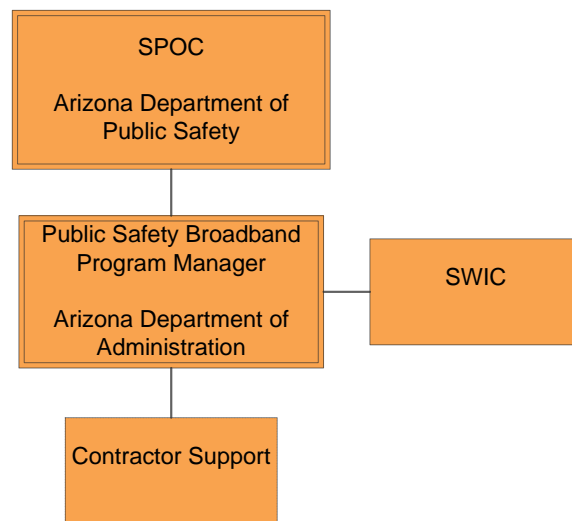 SPOC
Arizona Department of
Public Safety
Public Safety Broadband
Program Manager
Arizona Department of
Administration
SWIC
Contractor Support